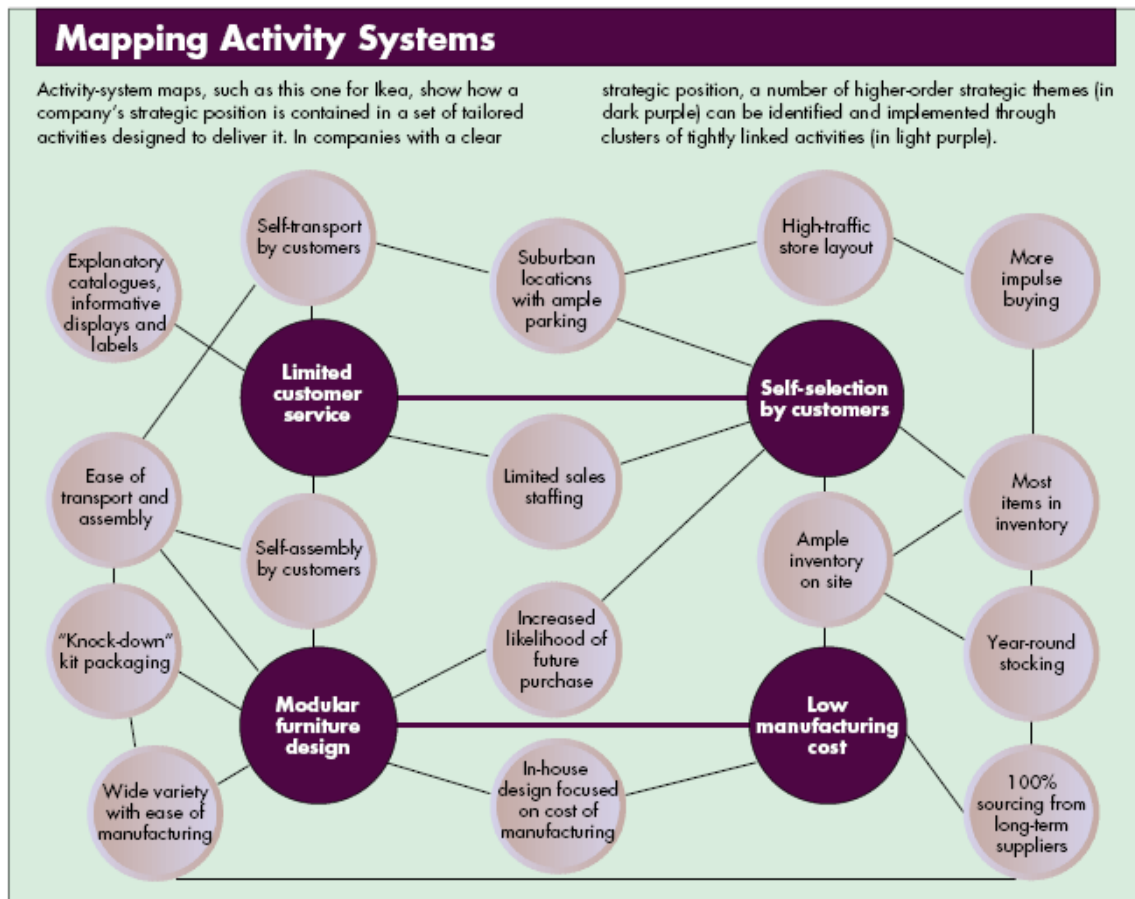 Mapping Activity Systems
Activity-system maps, such as this one for Ikea, show how a
company's strategic position is contained in a set of tailored
activities designed to deliver it. In companies with a clear
strategic position, a number of higher-order strategic themes (in
dark purple) can be identified and implemented through
clusters of tightly linked activities (in light purple).
Self-transport
by customers
High-traffic
store layout
Explanatory
catalogues,
informative
displays and
labels
Suburban
locations
with ample
parking
More
impulse
buying
Limited
customer
service
Self-selection
by customers
Ease of
transport and
assembly
Limited sales
staffing
Most
items in
inventory
Self-assembly
by customers
Ample
inventory
on site
"Knock-down"
kit packaging
Increased
likelihood of
future
purchase
Year-round
stocking
Modular
furniture
design
Low
manufacturing
cost
Wide variety
with ease of
manufacturing
In-house
design focused
on cost of
manufacturing
100%
sourcing from
long-term
suppliers